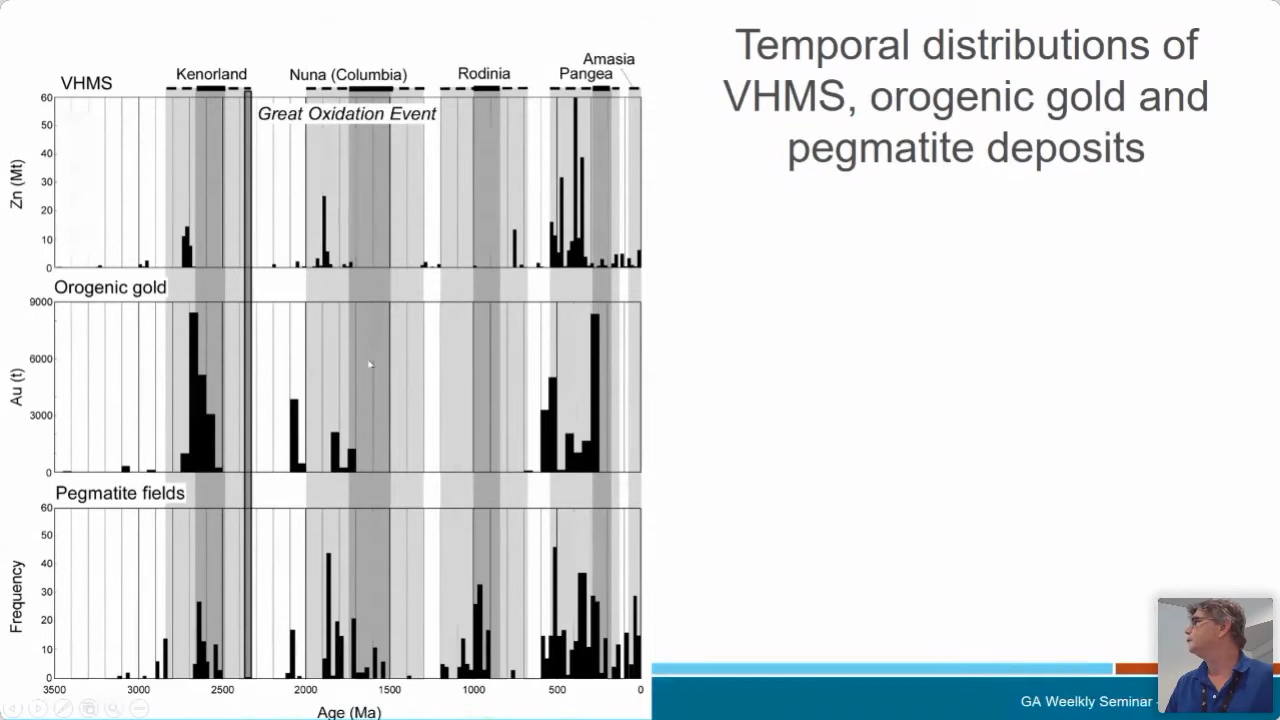 Temporal distributions of
VHMS, orogenic gold and
pegmatite deposits
Amasia
VHMS
Kenorland
Nuna (Columbia)
Rodinia
Pangea
Great Oxidation Event
Zn (Mt)
60
50
40
30
20
10
0
Orogenic gold
Au (t)
9000
6000
3000
0
Pegmatite fields
Frequency
60
50
40
30
20
10
0
3500 3000 2500 2000 1500 1000 500 0
Age (Ma)
GA Weelkly Seminar